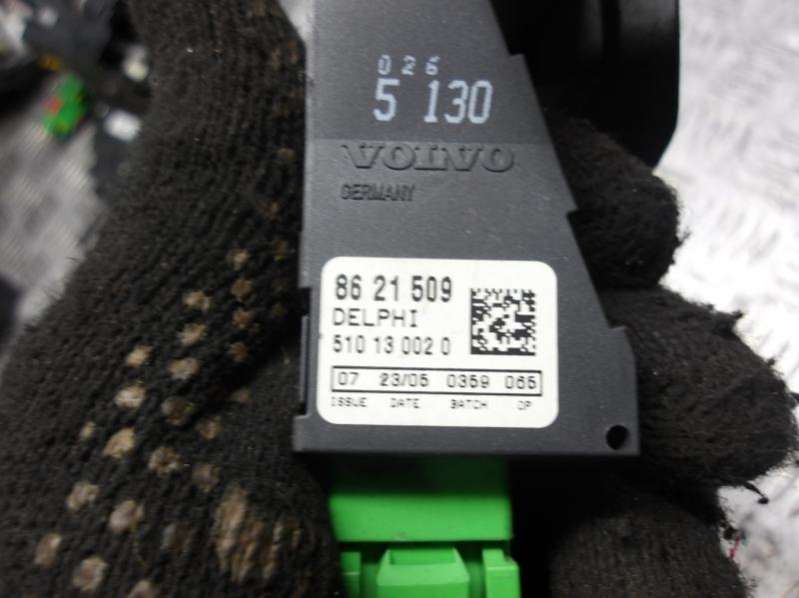 026
5 130
VOLVO
GERMANY
86 21 509
DELPHI
510 13 002 0
07 23/05 0359 065
ISSUE DATE BATCH OP